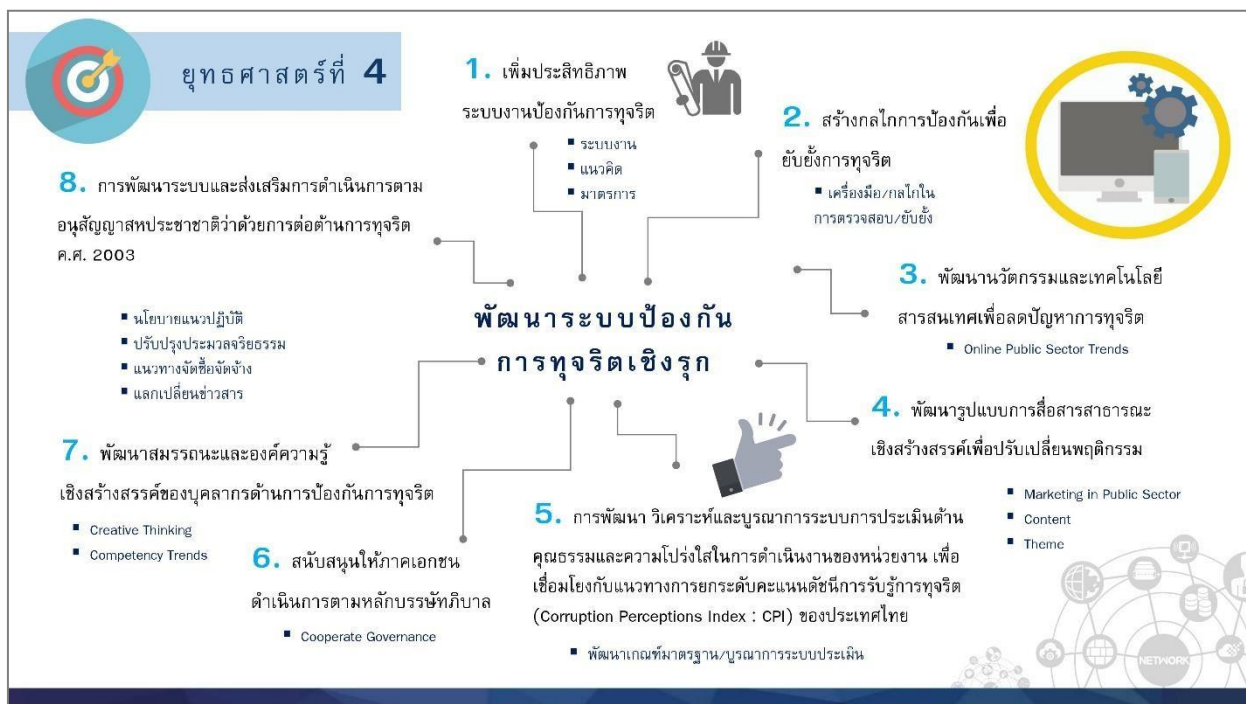 ยุทธศาสตร์ที่ 4
1. เพิ่มประสิทธิภาพ
ระบบงานป้องกันการทุจริต
▪ ระบบงาน
▪ แนวคิด
▪ มาตรการ
2. สร้างกลไกการป้องกันเพื่อ
ยับยั้งการทุจริต
▪ เครื่องมือ/กลไกใน
การตรวจสอบ/ยับยั้ง
3. พัฒนานวัตกรรมและเทคโนโลยี
สารสนเทศเพื่อลดปัญหาการทุจริต
▪ Online Public Sector Trends
4. พัฒนารูปแบบการสื่อสารสาธารณะ
เชิงสร้างสรรค์เพื่อปรับเปลี่ยนพฤติกรรม
▪ Marketing in Public Sector
▪ Content
▪ Theme
พัฒนาระบบป้องกัน
การทุจริตเชิงรุก
5. การพัฒนา วิเคราะห์และบูรณาการระบบการประเมินด้าน
คุณธรรมและความโปร่งใสในการดำเนินงานของหน่วยงาน เพื่อ
เชื่อมโยงกับแนวทางการยกระดับคะแนนดัชนีการรับรู้การทุจริต
(Corruption Perceptions Index : CPI) ของประเทศไทย
▪ พัฒนาเกณฑ์มาตรฐาน/บูรณาการระบบประเมิน
6. สนับสนุนให้ภาคเอกชน
ดำเนินการตามหลักบรรษัทภิบาล
▪ Cooperate Governance
7. พัฒนาสมรรถนะและองค์ความรู้
เชิงสร้างสรรค์ของบุคลากรด้านการป้องกันการทุจริต
▪ Creative Thinking
▪ Competency Trends
8. การพัฒนาระบบและส่งเสริมการดำเนินการตาม
อนุสัญญาสหประชาชาติว่าด้วยการต่อต้านการทุจริต
ค.ศ. 2003
▪ นโยบายแนวปฏิบัติ
▪ ปรับปรุงประมวลจริยธรรม
▪ แนวทางจัดซื้อจัดจ้าง
▪ แลกเปลี่ยนข่าวสาร
NETWORK